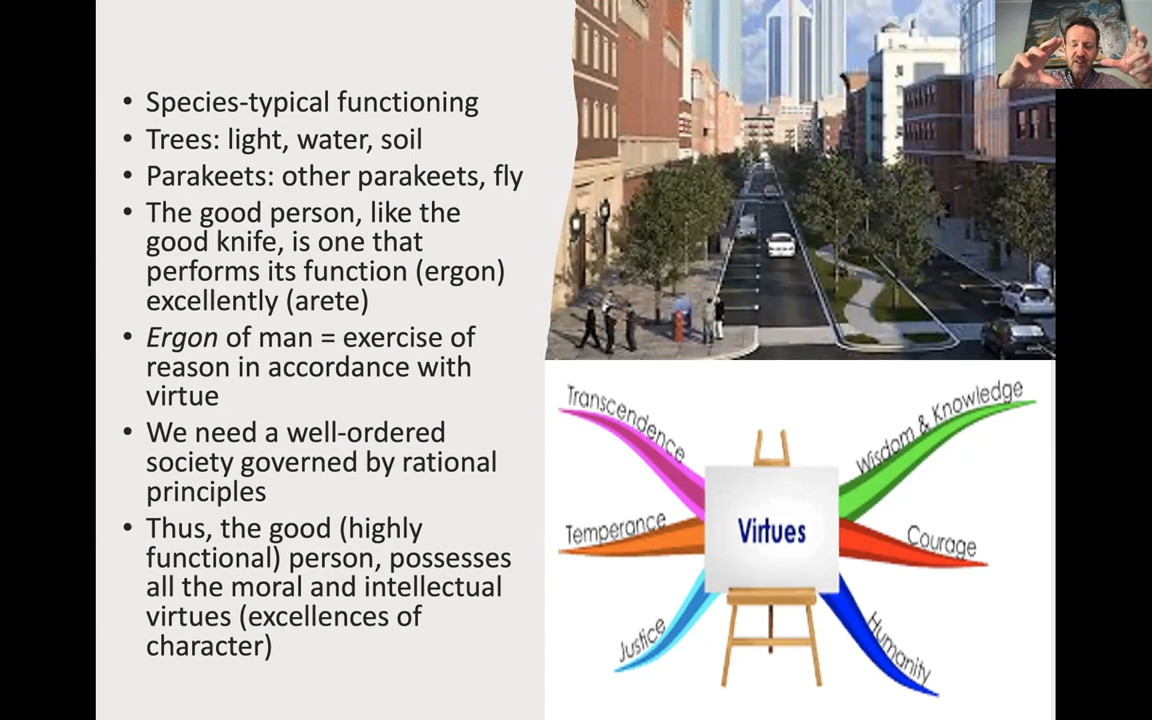 • Species-typical functioning
• Trees: light, water, soil
• Parakeets: other parakeets, fly
• The good person, like the
good knife, is one that
performs its function (ergon)
excellently (arete)
• Ergon of man = exercise of
reason in accordance with
virtue
• We need a well-ordered
society governed by rational
principles
• Thus, the good (highly
functional) person, possesses
all the moral and intellectual
virtues (excellences of
character)
Transcendence
Wisdom & Knowledge
Temperance
Virtues
Courage
Justice
Humanity